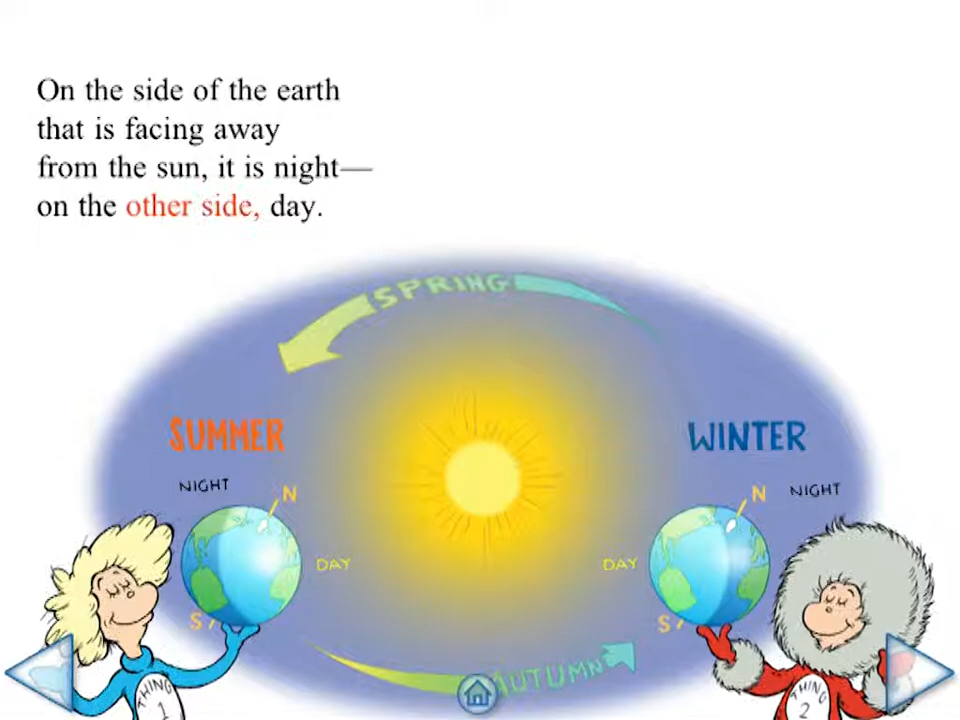 On the side of the earth
that is facing away
from the sun, it is night—
on the other side, day.
SPRING
SUMMER
WINTER
NIGHT
N
N
NIGHT
DAY
DAY
S
S
AUTUMN
THING
1
THING
2